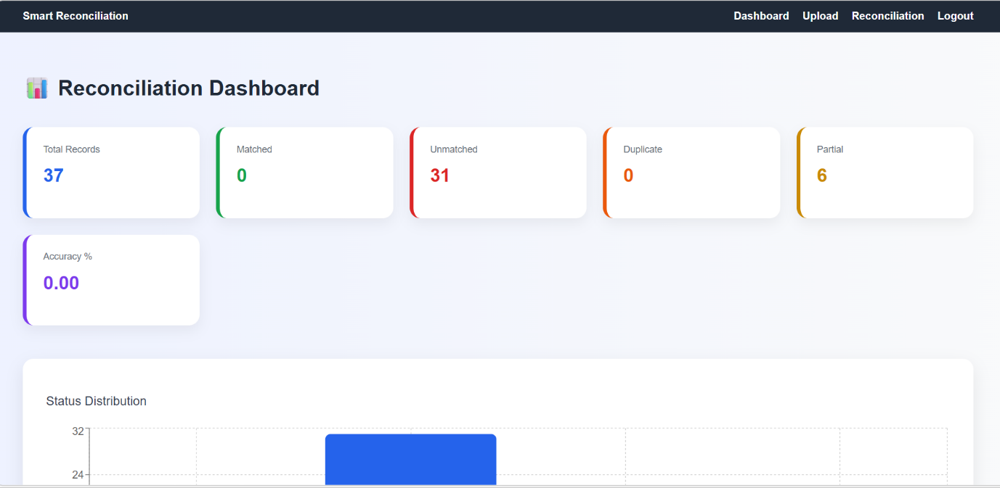 Smart Reconciliation Dashboard Upload Reconciliation Logout
Reconciliation Dashboard
Total Records Matched Unmatched Duplicate Partial
37 0 31 0 6
Accuracy %
0.00
Status Distribution
32
24